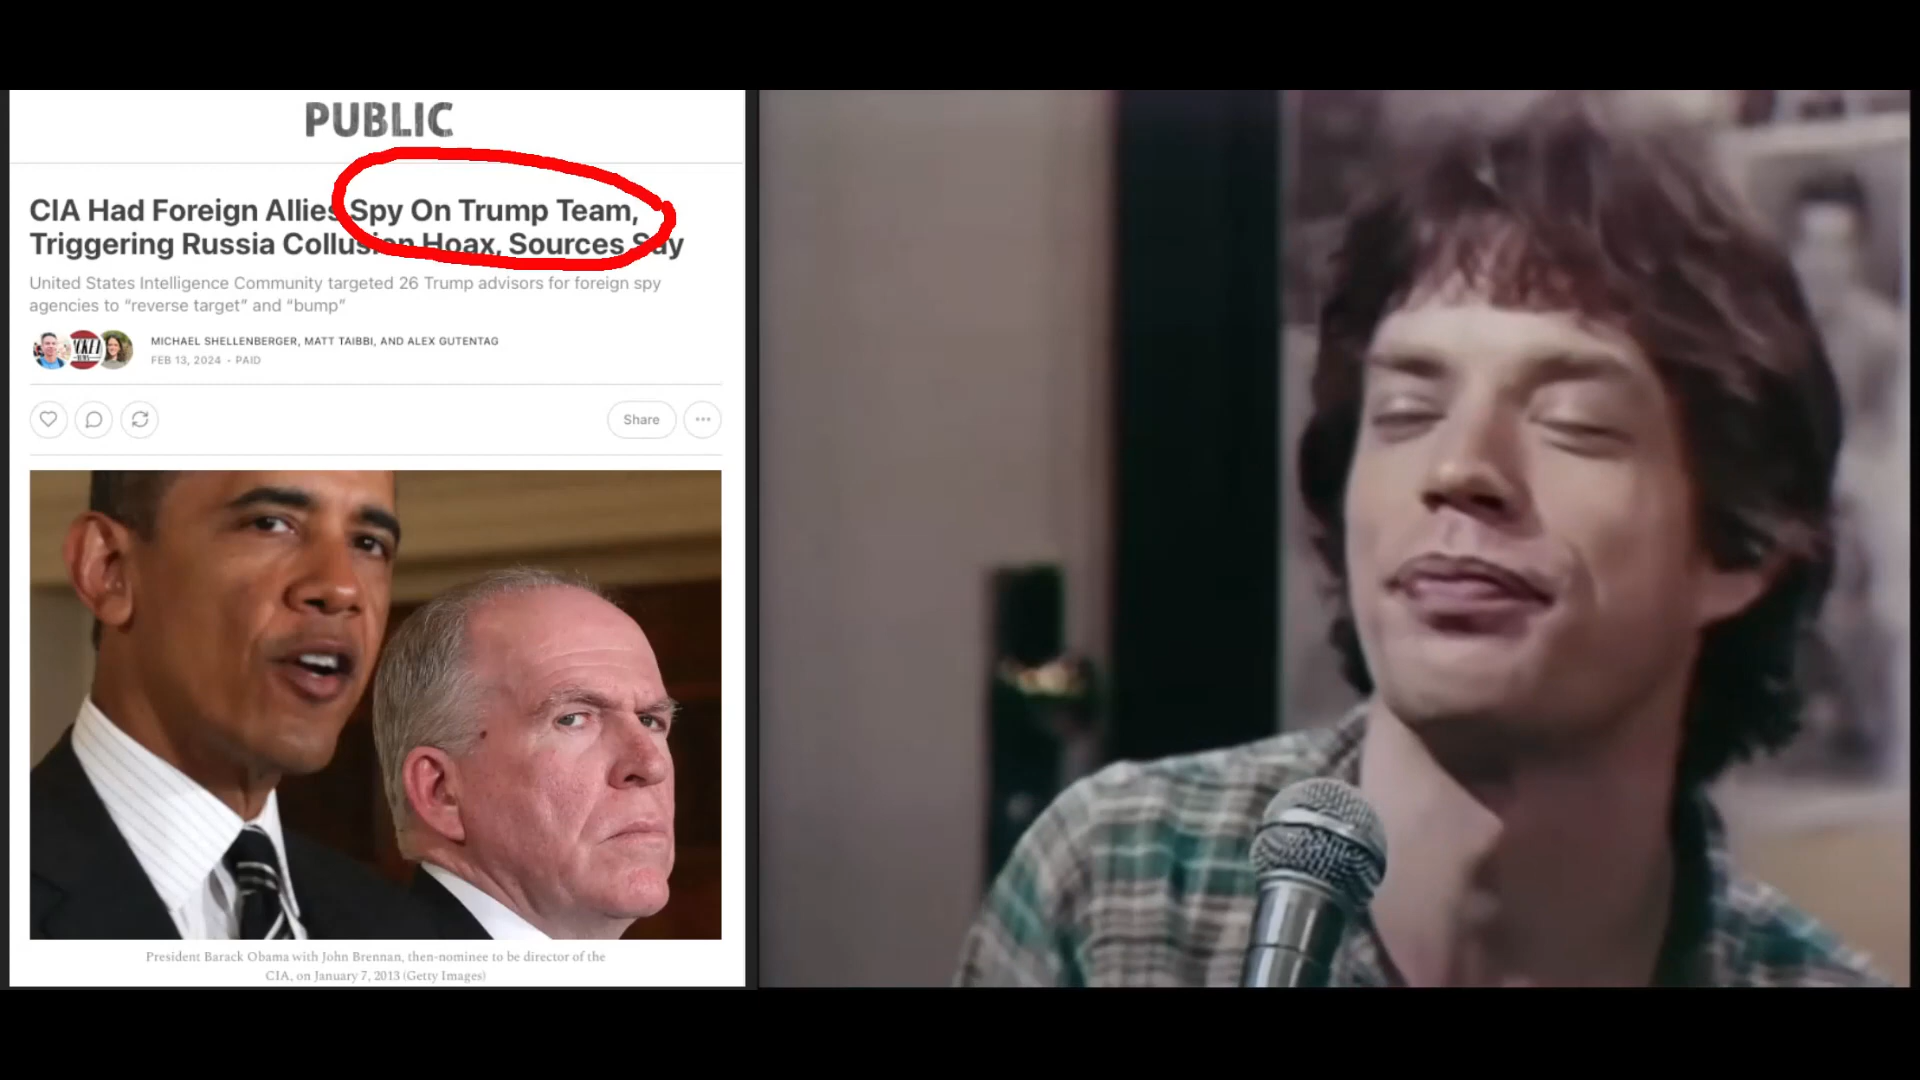 PUBLIC
CIA Had Foreign Allies Spy On Trump Team,
Triggering Russia Collusion Hoax, Sources Say
United States Intelligence Community targeted 26 Trump advisors for foreign spy
agencies to “reverse target” and “bump”
MICHAEL SHELLENBERGER, MATT TAIBBI, AND ALEX GUTENTAG
FEB 13, 2024 - PAID
Share
President Barack Obama with John Brennan, then-nominee to be director of the
CIA, on January 7, 2013 (Getty Images)